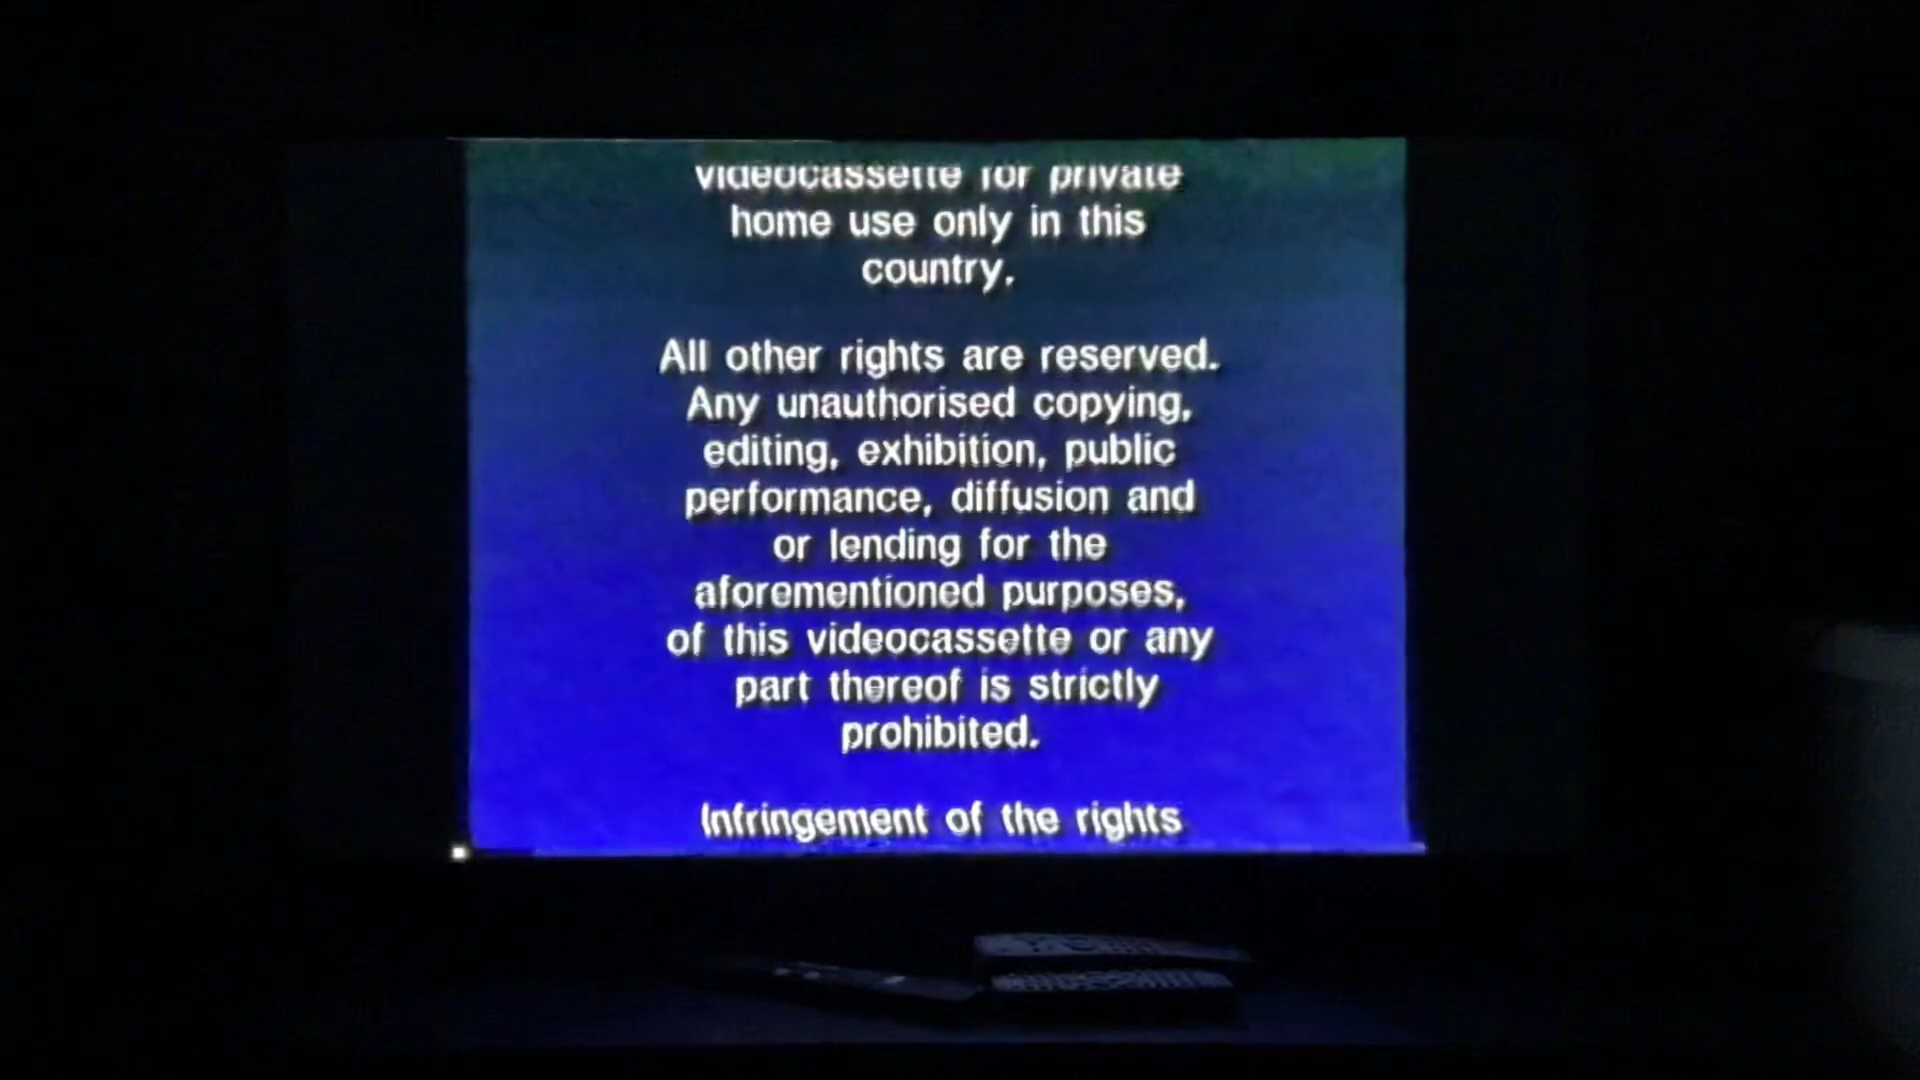 videocassette for private
home use only in this
country.
All other rights are reserved.
Any unauthorised copying,
editing, exhibition, public
performance, diffusion and
or lending for the
aforementioned purposes,
of this videocassette or any
part thereof is strictly
prohibited.
Infringement of the rights